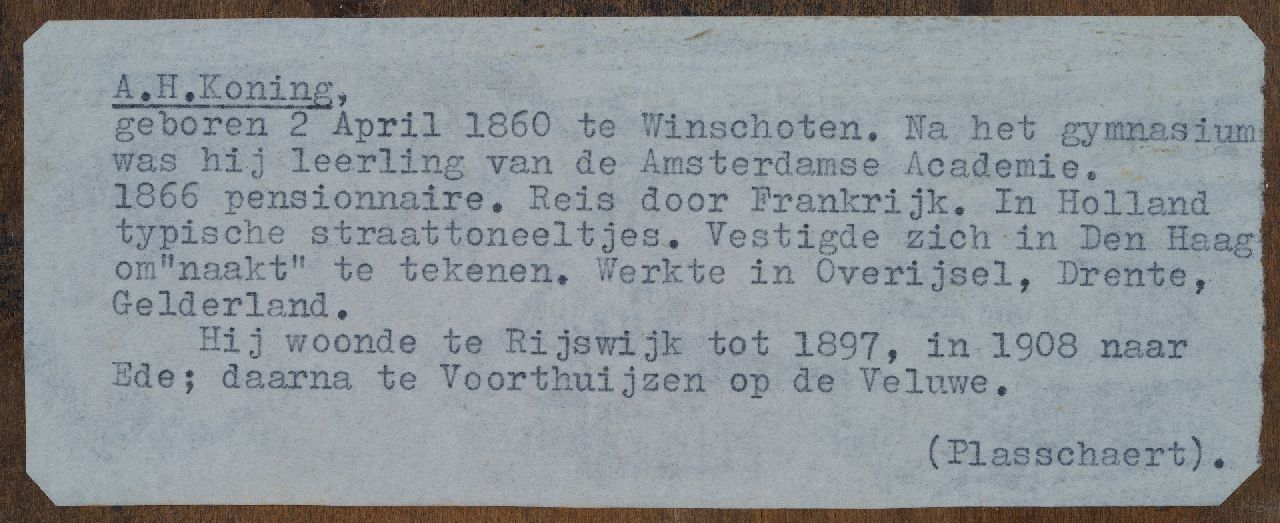 A.H.Koning,
geboren 2 April 1860 te Winschoten. Na het gymnasium
was hij leerling van de Amsterdamse Academie.
1866 pensionnaire. Reis door Frankrijk. In Holland
typische straattoneeltjes. Vestigde zich in Den Haag
om"naakt" te tekenen. Werkte in Overijsel, Drente,
Gelderland.
Hij woonde te Rijswijk tot 1897, in 1908 naar
Ede; daarna te Voorthuijzen op de Veluwe.
(Plasschaert).